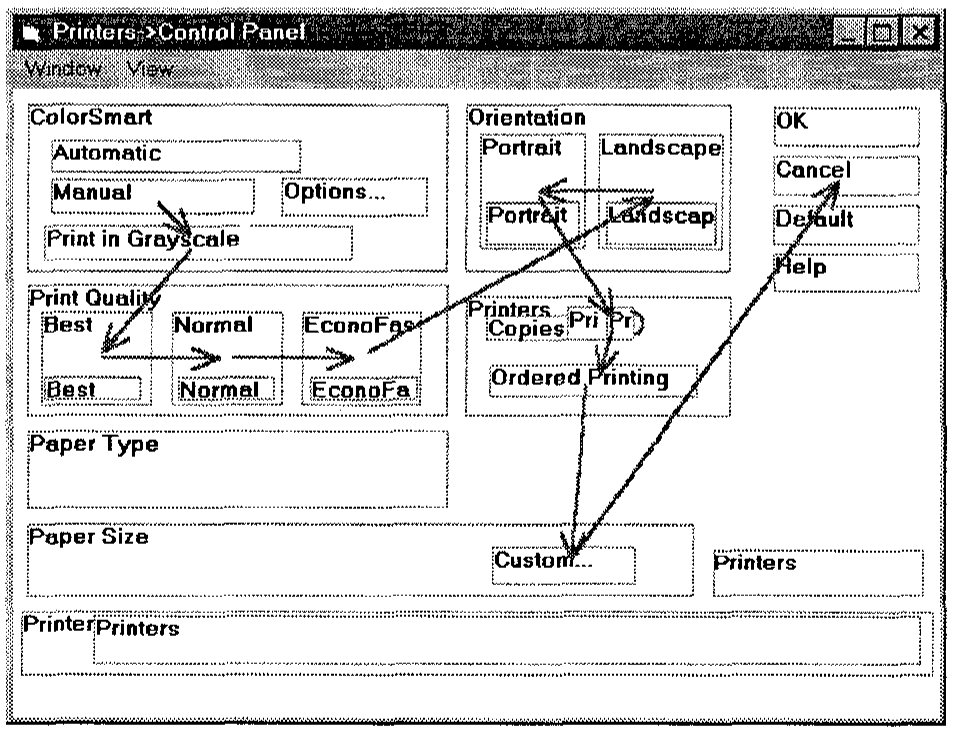 Printers->Control Panel
Window View
ColorSmart
Automatic
Manual Options...
Print in Grayscale
Orientation
Portrait Landscape
Portrait Landscap
OK
Cancel
Default
Help
Print Quality
Best Normal EconoFas
Best Normal EconoFa
Printers
Copies Pri Pr
Ordered Printing
Paper Type
Paper Size
Custom...
Printers
Printer Printers